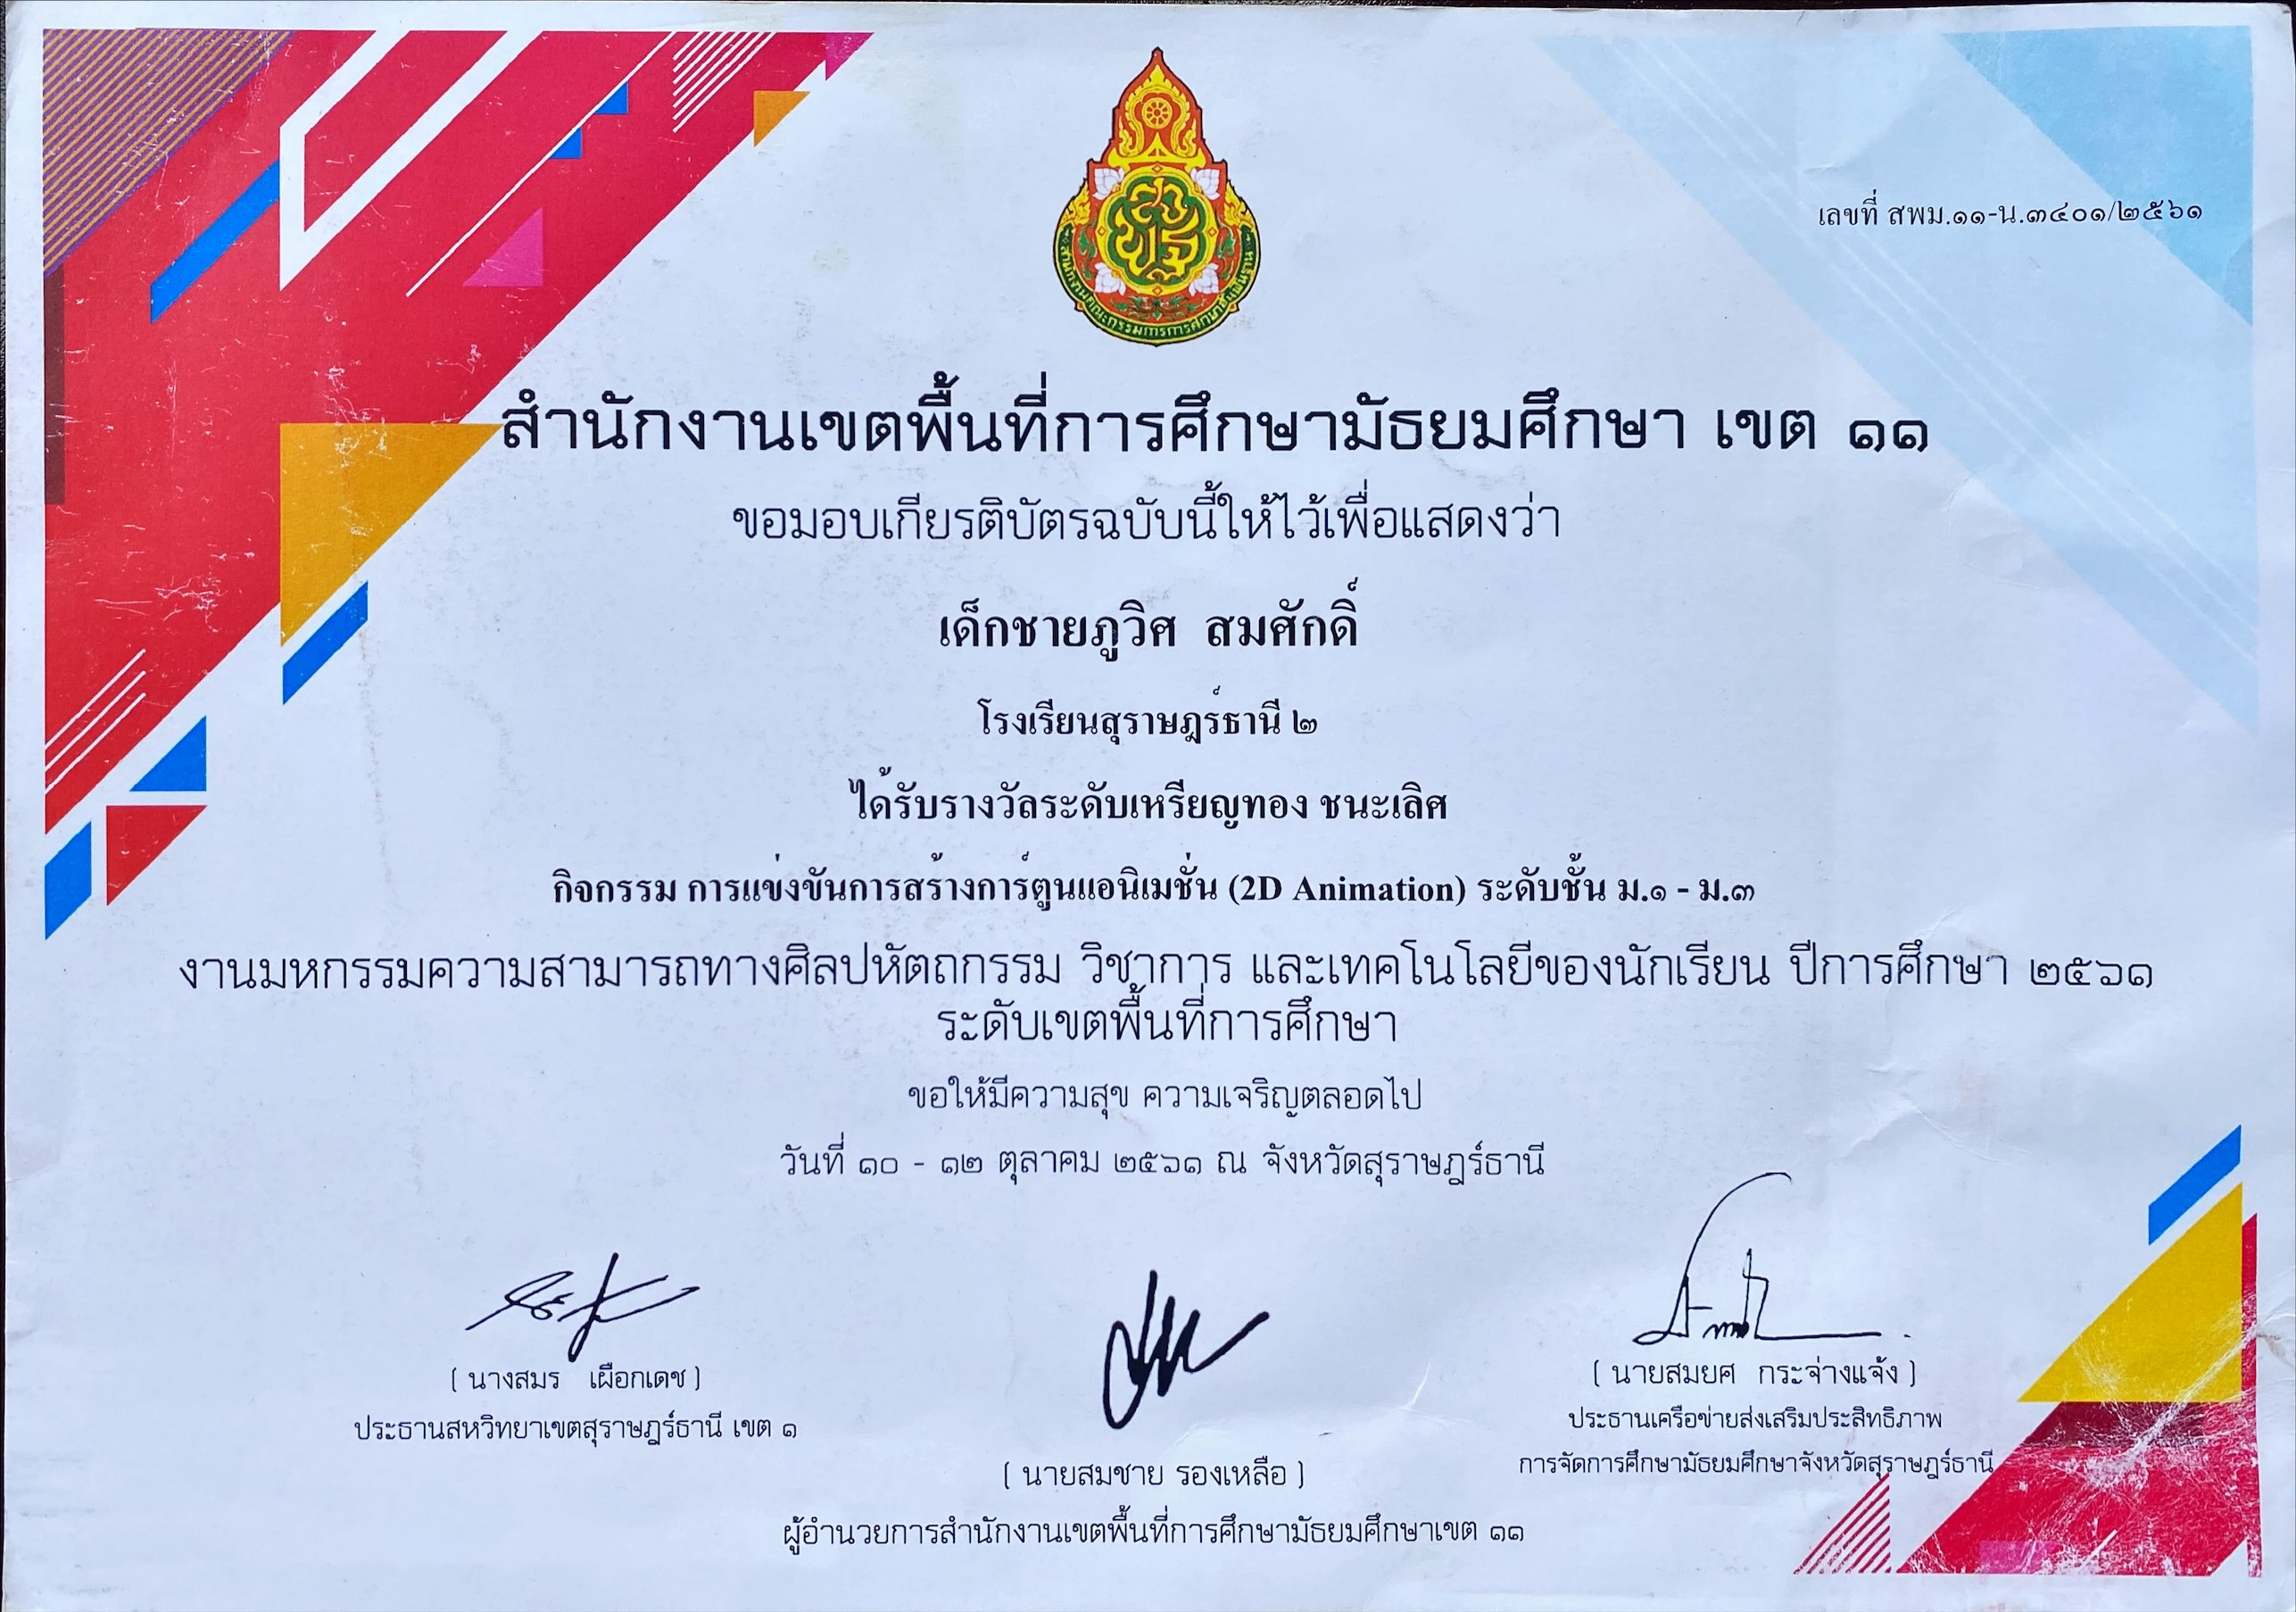 สำนักงานคณะกรรมการการศึกษาขั้นพื้นฐาน
เลขที่ สพม.๑๑-น.๓๔๐๑/๒๕๖๑
สำนักงานเขตพื้นที่การศึกษามัธยมศึกษา เขต ๑๑
ขอมอบเกียรติบัตรฉบับนี้ให้ไว้เพื่อแสดงว่า
เด็กชายภูวิศ สมศักดิ์
โรงเรียนสุราษฎร์ธานี ๒
ได้รับรางวัลระดับเหรียญทอง ชนะเลิศ
กิจกรรม การแข่งขันการสร้างการ์ตูนแอนิเมชั่น (2D Animation) ระดับชั้น ม.๑ - ม.๓
งานมหกรรมความสามารถทางศิลปหัตถกรรม วิชาการ และเทคโนโลยีของนักเรียน ปีการศึกษา ๒๕๖๑
ระดับเขตพื้นที่การศึกษา
ขอให้มีความสุข ความเจริญตลอดไป
วันที่ ๑๐ - ๑๒ ตุลาคม ๒๕๖๑ ณ จังหวัดสุราษฎร์ธานี
( นางสมร เผือกเดช )
ประธานสหวิทยาเขตสุราษฎร์ธานี เขต ๑
( นายสมชาย รองเหลือ )
ผู้อำนวยการสำนักงานเขตพื้นที่การศึกษามัธยมศึกษาเขต ๑๑
( นายสมยศ กระจ่างแจ้ง )
ประธานเครือข่ายส่งเสริมประสิทธิภาพ
การจัดการศึกษามัธยมศึกษาจังหวัดสุราษฎร์ธานี